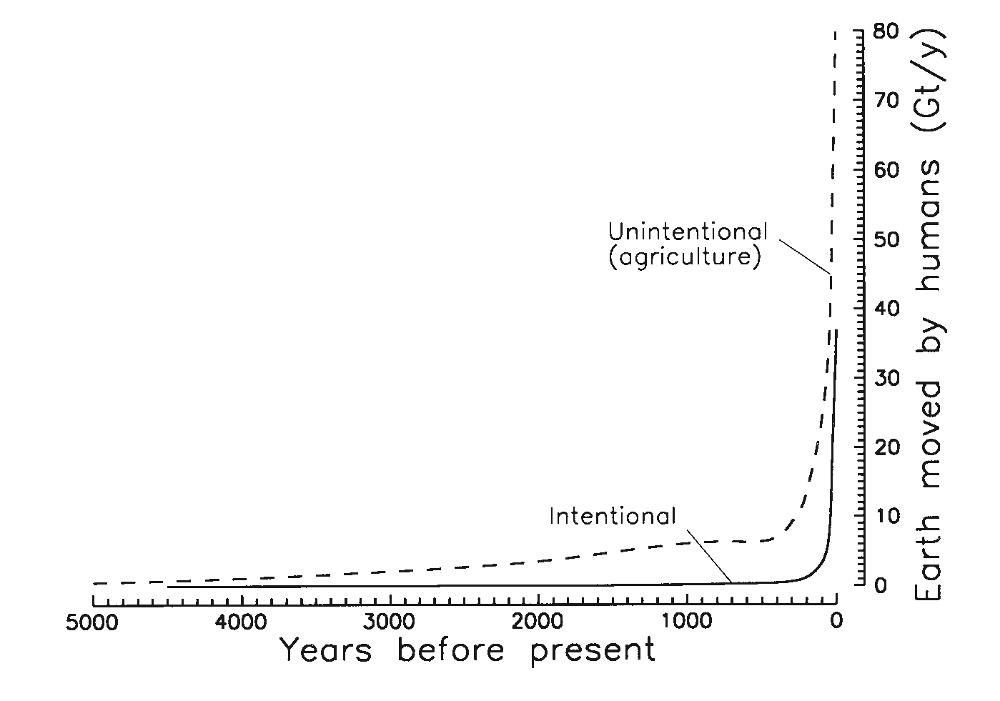 80
70
60
50
40
30
20
10
0
Earth moved by humans (Gt/y)
Unintentional
(agriculture)
Intentional
5000 4000 3000 2000 1000 0
Years before present